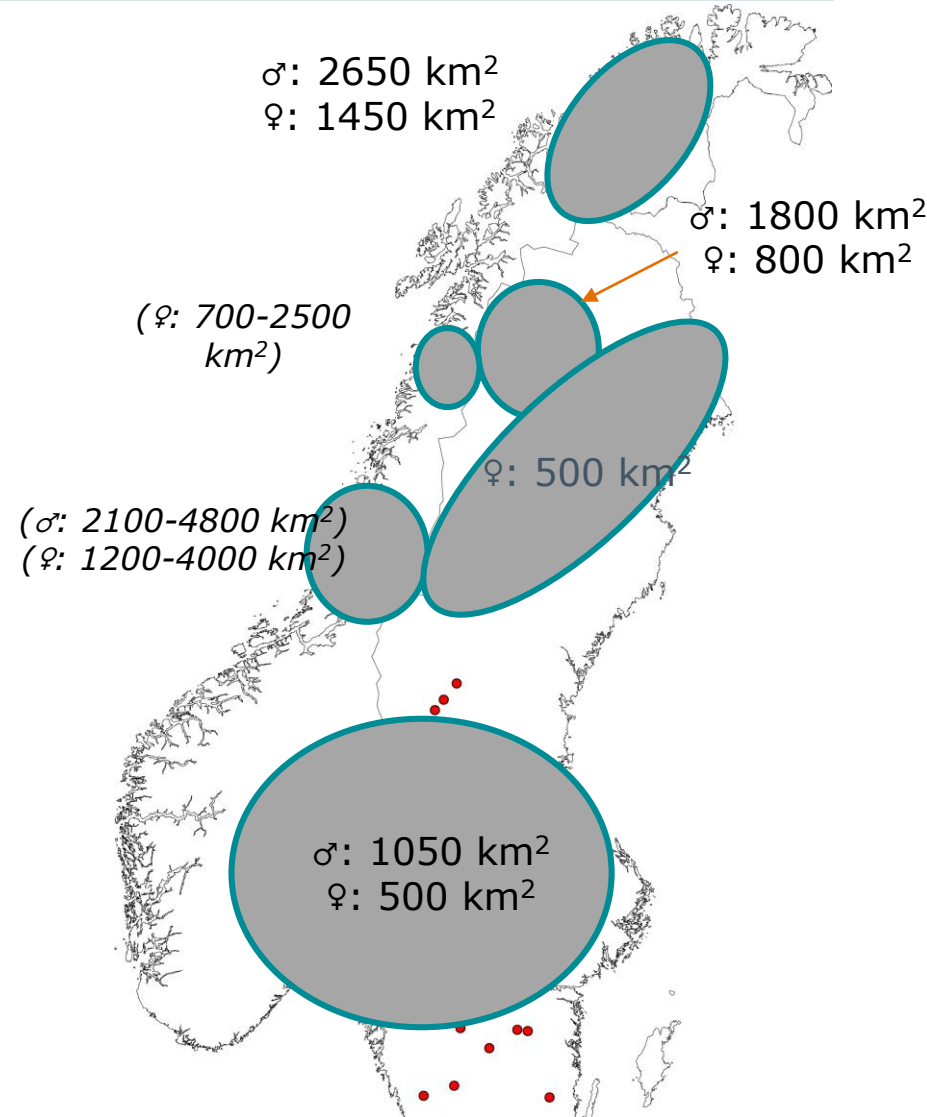 ♂: 2650 km²
♀: 1450 km²
♂: 1800 km²
♀: 800 km²
(♀: 700-2500
km²)
♀: 500 km²
(♂: 2100-4800 km²)
(♀: 1200-4000 km²)
♂: 1050 km²
♀: 500 km²